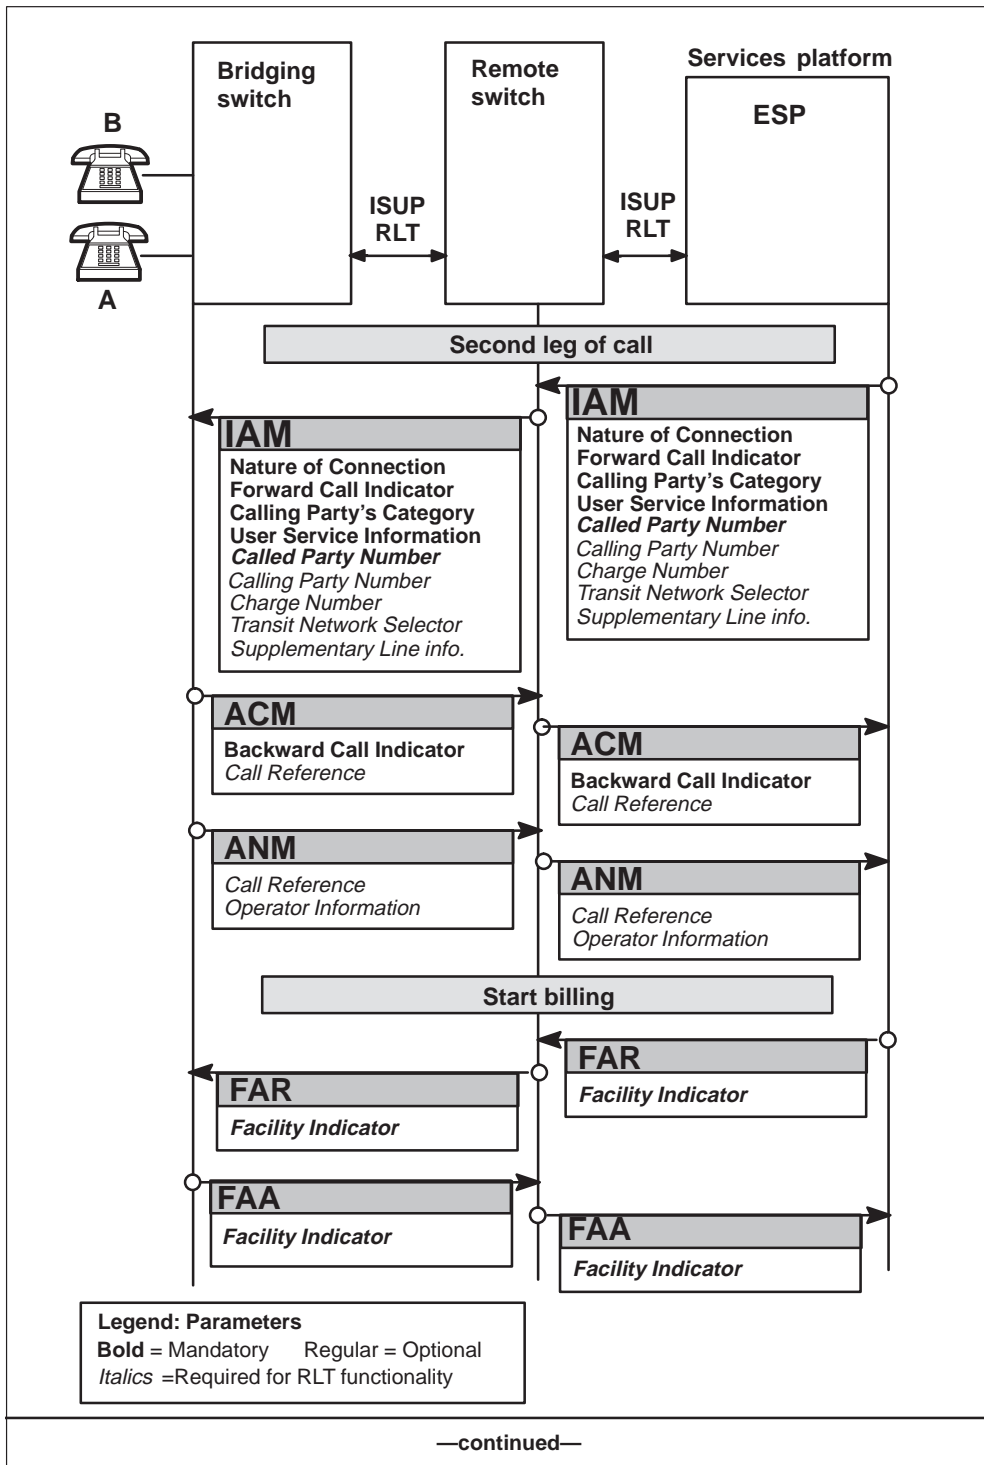 Bridging
switch
Remote
switch
Services platform
ESP
B
A
ISUP
RLT
ISUP
RLT
Second leg of call
IAM
Nature of Connection
Forward Call Indicator
Calling Party's Category
User Service Information
Called Party Number
Calling Party Number
Charge Number
Transit Network Selector
Supplementary Line info.
IAM
Nature of Connection
Forward Call Indicator
Calling Party's Category
User Service Information
Called Party Number
Calling Party Number
Charge Number
Transit Network Selector
Supplementary Line info.
ACM
Backward Call Indicator
Call Reference
ACM
Backward Call Indicator
Call Reference
ANM
Call Reference
Operator Information
ANM
Call Reference
Operator Information
Start billing
FAR
Facility Indicator
FAR
Facility Indicator
FAA
Facility Indicator
FAA
Facility Indicator
Legend: Parameters
Bold = Mandatory Regular = Optional
Italics =Required for RLT functionality
—continued—